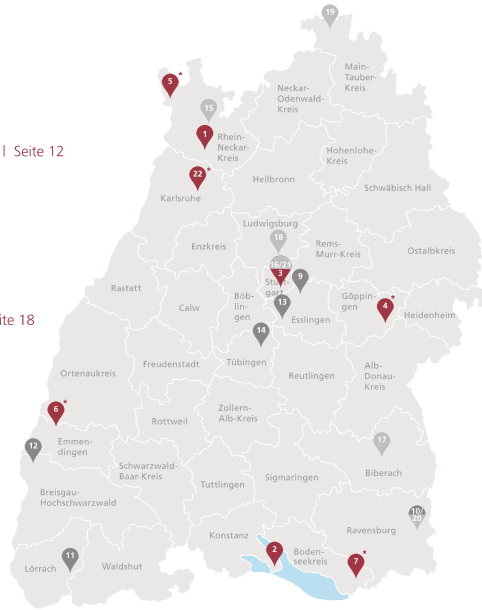 19
Main-
Tauber-
Kreis
5 *
Neckar-
Odenwald-
Kreis
15
1
Rhein-
Neckar-
Kreis
l Seite 12
Hohenlohe-
Kreis
22 *
Heilbronn
Schwäbisch Hall
Karlsruhe
Ludwigsburg
18
Enzkreis
Rems-
Murr-Kreis
Ostalbkreis
16/21
3
Stutt-
gart
9
Rastatt
Calw
Böb-
lin-
gen
13
Esslingen
Göppin-
gen
4 *
Heidenheim
ite 18
14
Freudenstadt
Tübingen
Reutlingen
Alb-
Donau-
Kreis
Ortenaukreis
6 *
Zollern-
Alb-Kreis
Rottweil
12
Emmen-
dingen
17
Biberach
Schwarzwald-
Baar-Kreis
Tuttlingen
Sigmaringen
Breisgau-
Hochschwarzwald
10/
20
Ravensburg
Konstanz
2
Boden-
seekreis
7 *
11
Lörrach
Waldshut